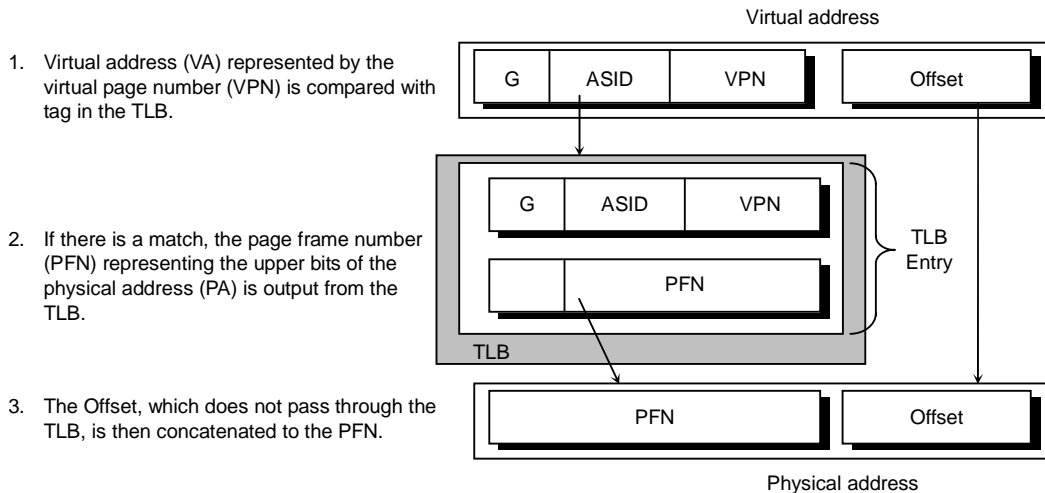 Virtual address
1. Virtual address (VA) represented by the
virtual page number (VPN) is compared with
tag in the TLB.
G ASID VPN Offset
G ASID VPN
2. If there is a match, the page frame number
(PFN) representing the upper bits of the
physical address (PA) is output from the
TLB.
PFN
TLB
Entry
TLB
3. The Offset, which does not pass through the
TLB, is then concatenated to the PFN.
PFN Offset
Physical address